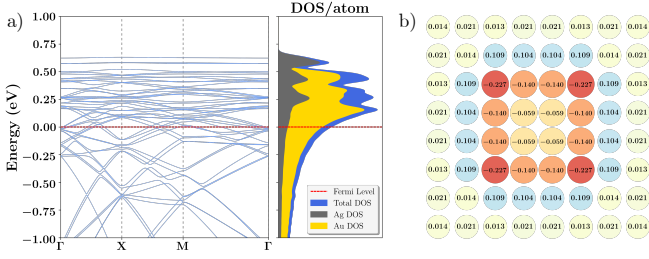 a)
DOS/atom
b)
Energy (eV)
1.00
0.75
0.50
0.25
0.00
−0.25
−0.50
−0.75
−1.00
Γ X M Γ
Fermi Level
Total DOS
Ag DOS
Au DOS
0.014 0.021 0.013 0.021 0.021 0.013 0.021 0.014
0.021 0.014 0.109 0.104 0.104 0.109 0.014 0.021
0.013 0.109 −0.227 −0.140 −0.140 −0.227 0.109 0.013
0.021 0.104 −0.140 −0.059 −0.059 −0.140 0.104 0.021
0.021 0.104 −0.140 −0.059 −0.059 −0.140 0.104 0.021
0.013 0.109 −0.227 −0.140 −0.140 −0.227 0.109 0.013
0.021 0.014 0.109 0.104 0.104 0.109 0.014 0.021
0.014 0.021 0.013 0.021 0.021 0.013 0.021 0.014